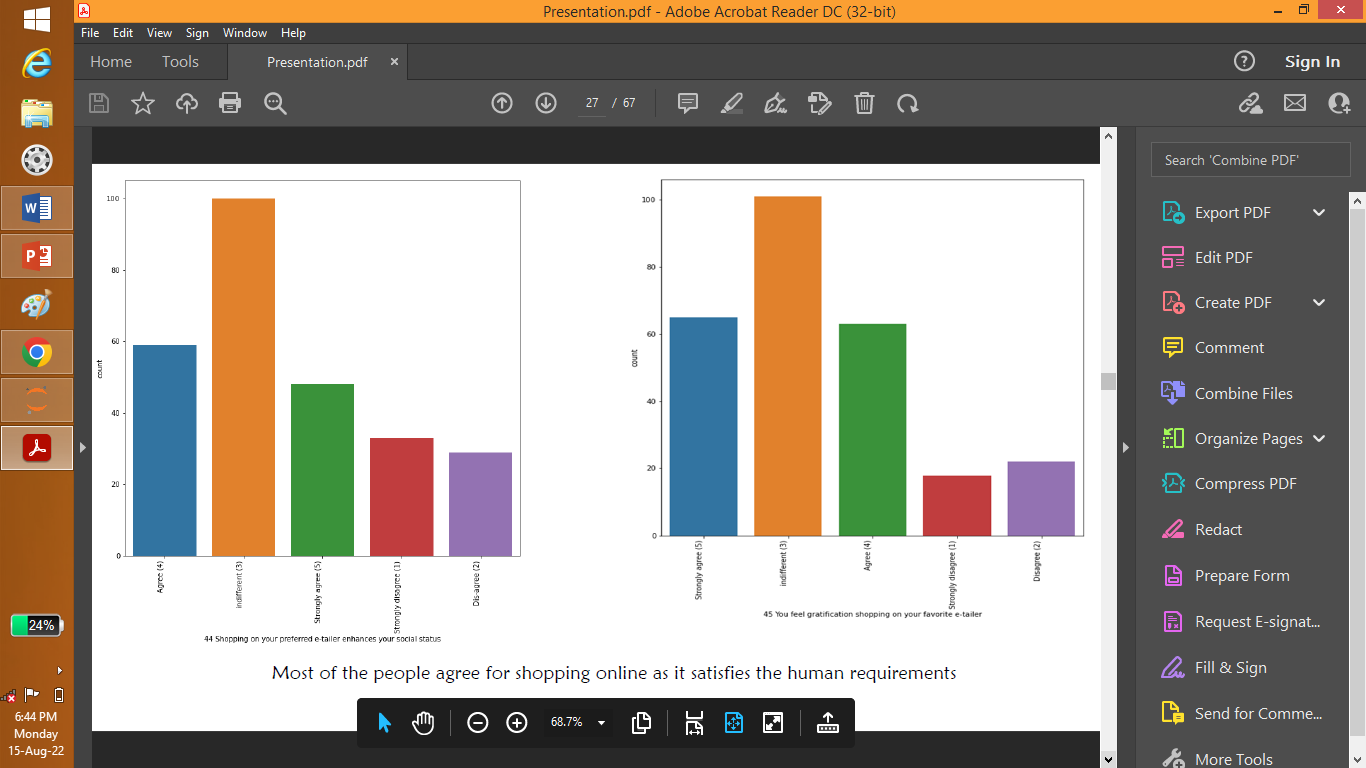 Presentation.pdf - Adobe Acrobat Reader DC (32-bit)
File Edit View Sign Window Help
Home Tools Presentation.pdf × Sign In
27 / 67
Search 'Combine PDF'
Export PDF
Edit PDF
Create PDF
Comment
Combine Files
Organize Pages
Compress PDF
Redact
Prepare Form
Request E-signat...
Fill & Sign
Send for Comme...
More Tools
100
80
60
40
20
0
count
Agree (4)
indifferent (3)
Strongly agree (5)
Strongly disagree (1)
Dis-agree (2)
44 Shopping on your preferred e-tailer enhances your social status
100
80
60
40
20
0
count
Strongly agree (5)
indifferent (3)
Agree (4)
Strongly disagree (1)
Disagree (2)
45 You feel gratification shopping on your favorite e-tailer
Most of the people agree for shopping online as it satisfies the human requirements
68.7%
24%
6:44 PM
Monday
15-Aug-22